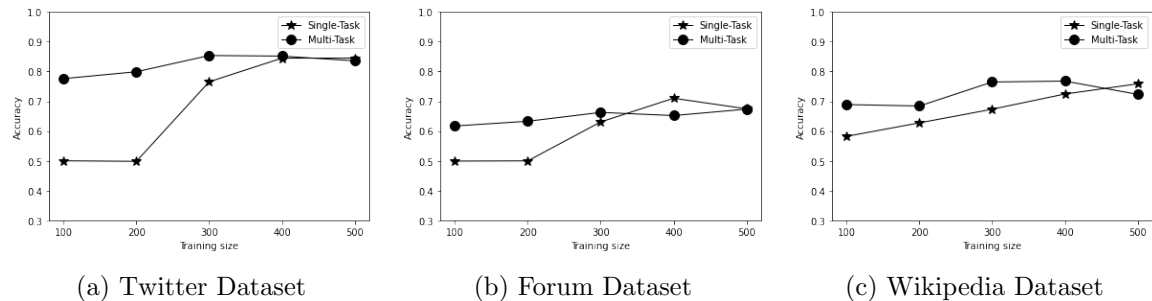 1.0
0.9
0.8
0.7
0.6
0.5
0.4
0.3
Accuracy
Single-Task
Multi-Task
100 200 300 400 500
Training size
(a) Twitter Dataset
1.0
0.9
0.8
0.7
0.6
0.5
0.4
0.3
Accuracy
Single-Task
Multi-Task
100 200 300 400 500
Training size
(b) Forum Dataset
1.0
0.9
0.8
0.7
0.6
0.5
0.4
0.3
Accuracy
Single-Task
Multi-Task
100 200 300 400 500
Training size
(c) Wikipedia Dataset